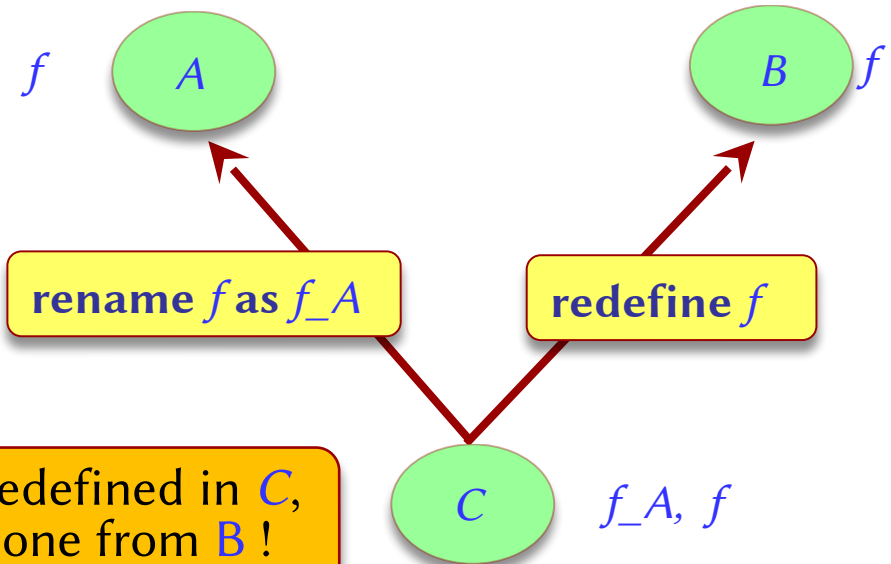 f A B f
rename f as f_A redefine f
edefined in C,
one from B !
C f_A, f